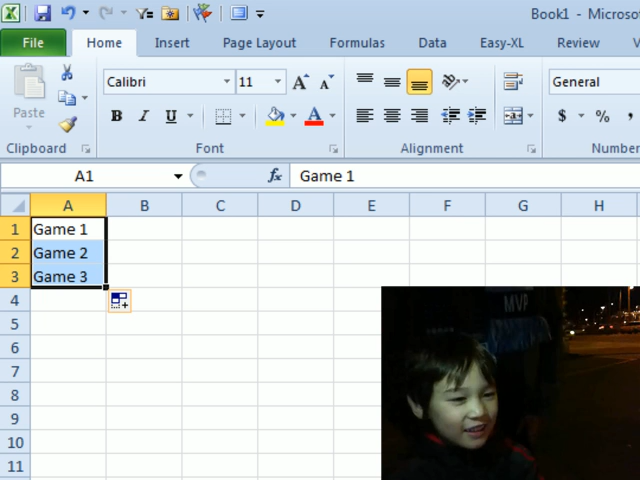 Book1 - Microso
File Home Insert Page Layout Formulas Data Easy-XL Review V
Calibri 11 A A General
Paste B I U A $ % ,
Clipboard Font Alignment Number
A1 fx Game 1
A B C D E F G H
1 Game 1
2 Game 2
3 Game 3
4
5
6
7
8
9
10
11
MVP